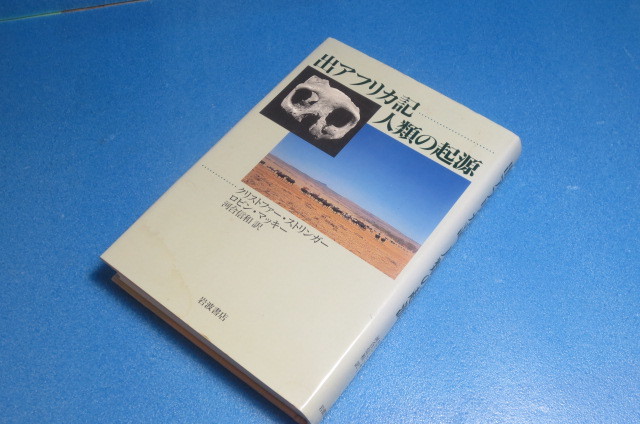 出アフリカ記
人類の起源
クリストファー・ストリンガー
ロビン・マッキー
河合信和 訳
岩波書店